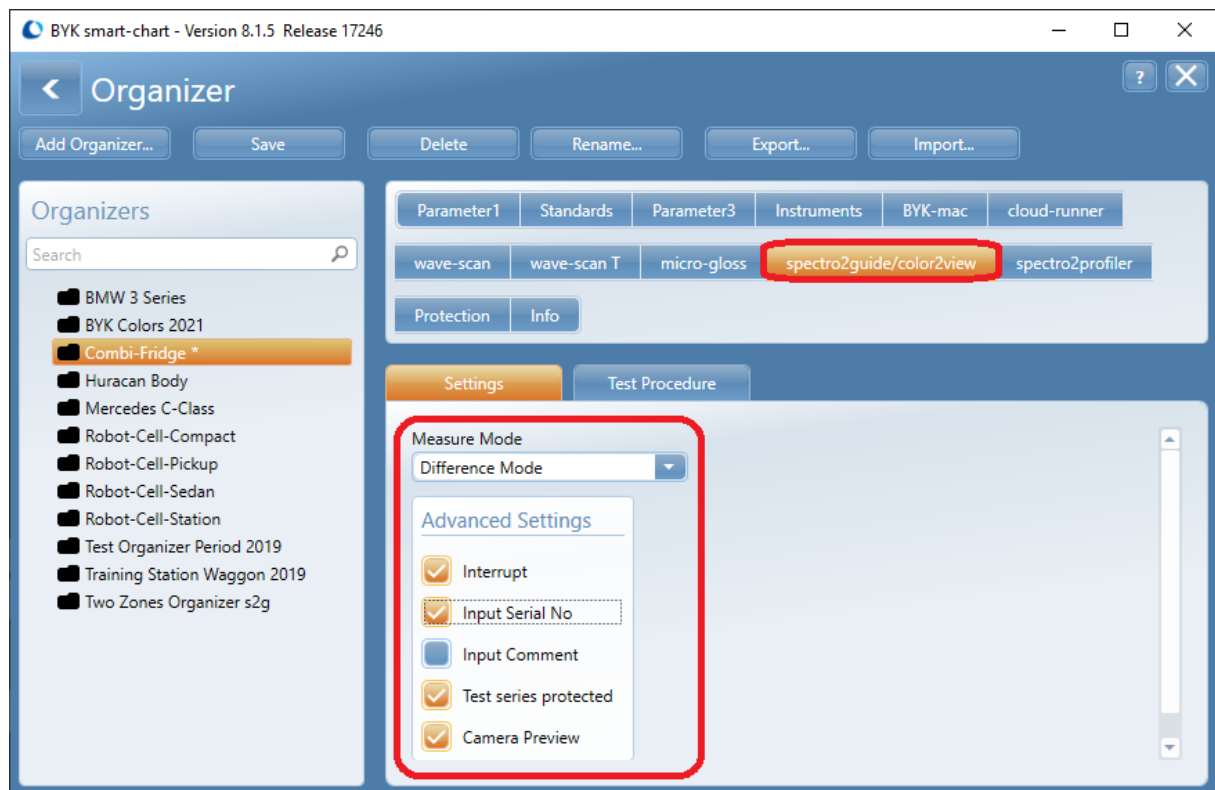 BYK smart-chart - Version 8.1.5 Release 17246
Organizer
?
Add Organizer... Save Delete Rename... Export... Import...
Organizers
Search
BMW 3 Series
BYK Colors 2021
Combi-Fridge *
Huracan Body
Mercedes C-Class
Robot-Cell-Compact
Robot-Cell-Pickup
Robot-Cell-Sedan
Robot-Cell-Station
Test Organizer Period 2019
Training Station Waggon 2019
Two Zones Organizer s2g
Parameter1 Standards Parameter3 Instruments BYK-mac cloud-runner
wave-scan wave-scan T micro-gloss spectro2guide/color2view spectro2profiler
Protection Info
Settings Test Procedure
Measure Mode
Difference Mode
Advanced Settings
Interrupt
Input Serial No
Input Comment
Test series protected
Camera Preview